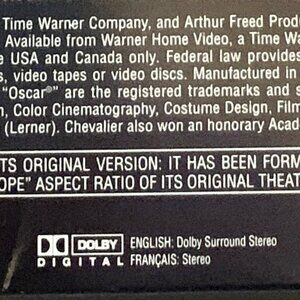 Time Warner Company, and Arthur Freed Prod
Available from Warner Home Video, a Time Wa
e USA and Canada only. Federal law provides
s, video tapes or video discs. Manufactured in
"Oscar®" are the registered trademarks and s
n, Color Cinematography, Costume Design, Film
(Lerner). Chevalier also won an honorary Acad
TS ORIGINAL VERSION: IT HAS BEEN FORM
OPE" ASPECT RATIO OF ITS ORIGINAL THEAT
DOLBY
DIGITAL
ENGLISH: Dolby Surround Stereo
FRANÇAIS: Stereo